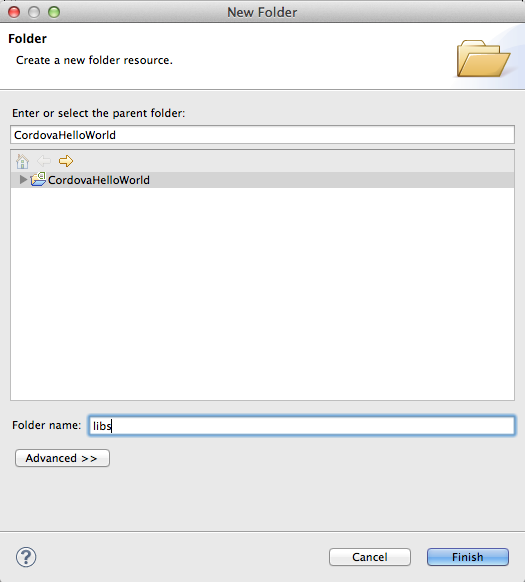 New Folder
Folder
Create a new folder resource.
Enter or select the parent folder:
CordovaHelloWorld
CordovaHelloWorld
Folder name: libs
Advanced >>
? Cancel Finish